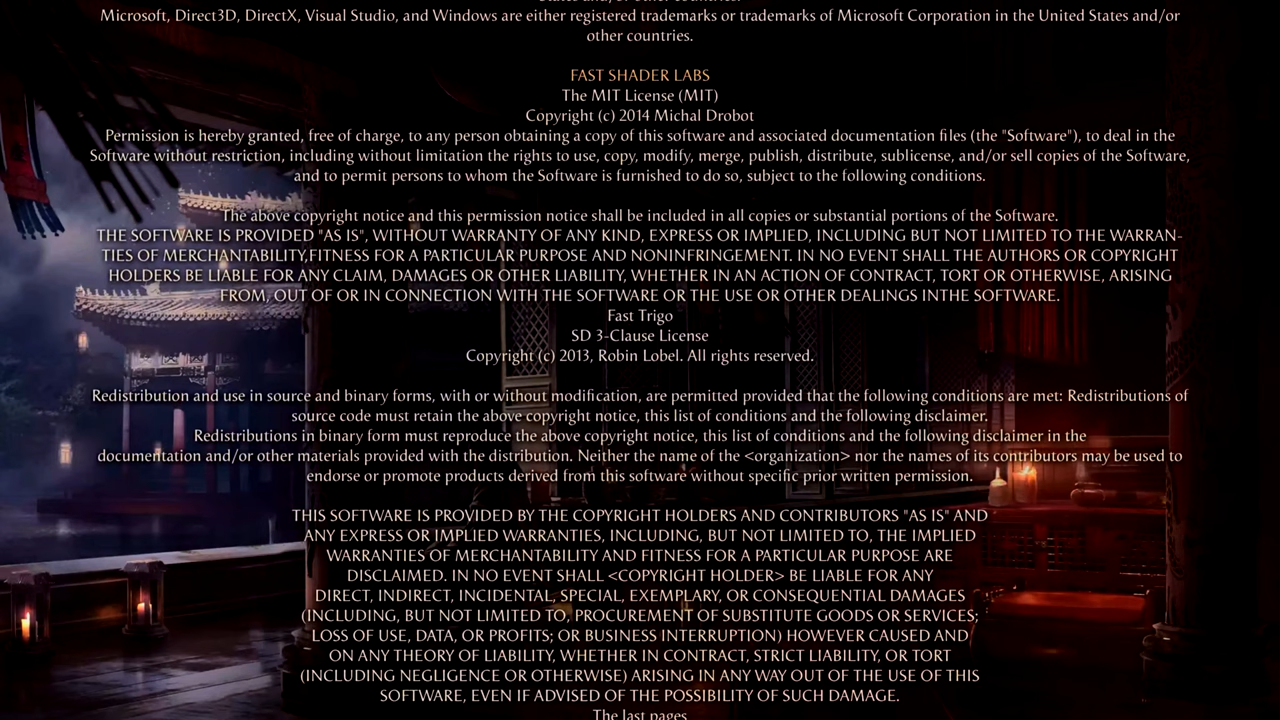 States and/or other countries.
Microsoft, Direct3D, DirectX, Visual Studio, and Windows are either registered trademarks or trademarks of Microsoft Corporation in the United States and/or
other countries.
FAST SHADER LABS
The MIT License (MIT)
Copyright (c) 2014 Michal Drobot
Permission is hereby granted, free of charge, to any person obtaining a copy of this software and associated documentation files (the "Software"), to deal in the
Software without restriction, including without limitation the rights to use, copy, modify, merge, publish, distribute, sublicense, and/or sell copies of the Software,
and to permit persons to whom the Software is furnished to do so, subject to the following conditions.
The above copyright notice and this permission notice shall be included in all copies or substantial portions of the Software.
THE SOFTWARE IS PROVIDED "AS IS", WITHOUT WARRANTY OF ANY KIND, EXPRESS OR IMPLIED, INCLUDING BUT NOT LIMITED TO THE WARRAN-
TIES OF MERCHANTABILITY,FITNESS FOR A PARTICULAR PURPOSE AND NONINFRINGEMENT. IN NO EVENT SHALL THE AUTHORS OR COPYRIGHT
HOLDERS BE LIABLE FOR ANY CLAIM, DAMAGES OR OTHER LIABILITY, WHETHER IN AN ACTION OF CONTRACT, TORT OR OTHERWISE, ARISING
FROM, OUT OF OR IN CONNECTION WITH THE SOFTWARE OR THE USE OR OTHER DEALINGS INTHE SOFTWARE.
Fast Trigo
SD 3-Clause License
Copyright (c) 2013, Robin Lobel. All rights reserved.
Redistribution and use in source and binary forms, with or without modification, are permitted provided that the following conditions are met: Redistributions of
source code must retain the above copyright notice, this list of conditions and the following disclaimer.
Redistributions in binary form must reproduce the above copyright notice, this list of conditions and the following disclaimer in the
documentation and/or other materials provided with the distribution. Neither the name of the <organization> nor the names of its contributors may be used to
endorse or promote products derived from this software without specific prior written permission.
THIS SOFTWARE IS PROVIDED BY THE COPYRIGHT HOLDERS AND CONTRIBUTORS "AS IS" AND
ANY EXPRESS OR IMPLIED WARRANTIES, INCLUDING, BUT NOT LIMITED TO, THE IMPLIED
WARRANTIES OF MERCHANTABILITY AND FITNESS FOR A PARTICULAR PURPOSE ARE
DISCLAIMED. IN NO EVENT SHALL <COPYRIGHT HOLDER> BE LIABLE FOR ANY
DIRECT, INDIRECT, INCIDENTAL, SPECIAL, EXEMPLARY, OR CONSEQUENTIAL DAMAGES
(INCLUDING, BUT NOT LIMITED TO, PROCUREMENT OF SUBSTITUTE GOODS OR SERVICES;
LOSS OF USE, DATA, OR PROFITS; OR BUSINESS INTERRUPTION) HOWEVER CAUSED AND
ON ANY THEORY OF LIABILITY, WHETHER IN CONTRACT, STRICT LIABILITY, OR TORT
(INCLUDING NEGLIGENCE OR OTHERWISE) ARISING IN ANY WAY OUT OF THE USE OF THIS
SOFTWARE, EVEN IF ADVISED OF THE POSSIBILITY OF SUCH DAMAGE.
The last pages